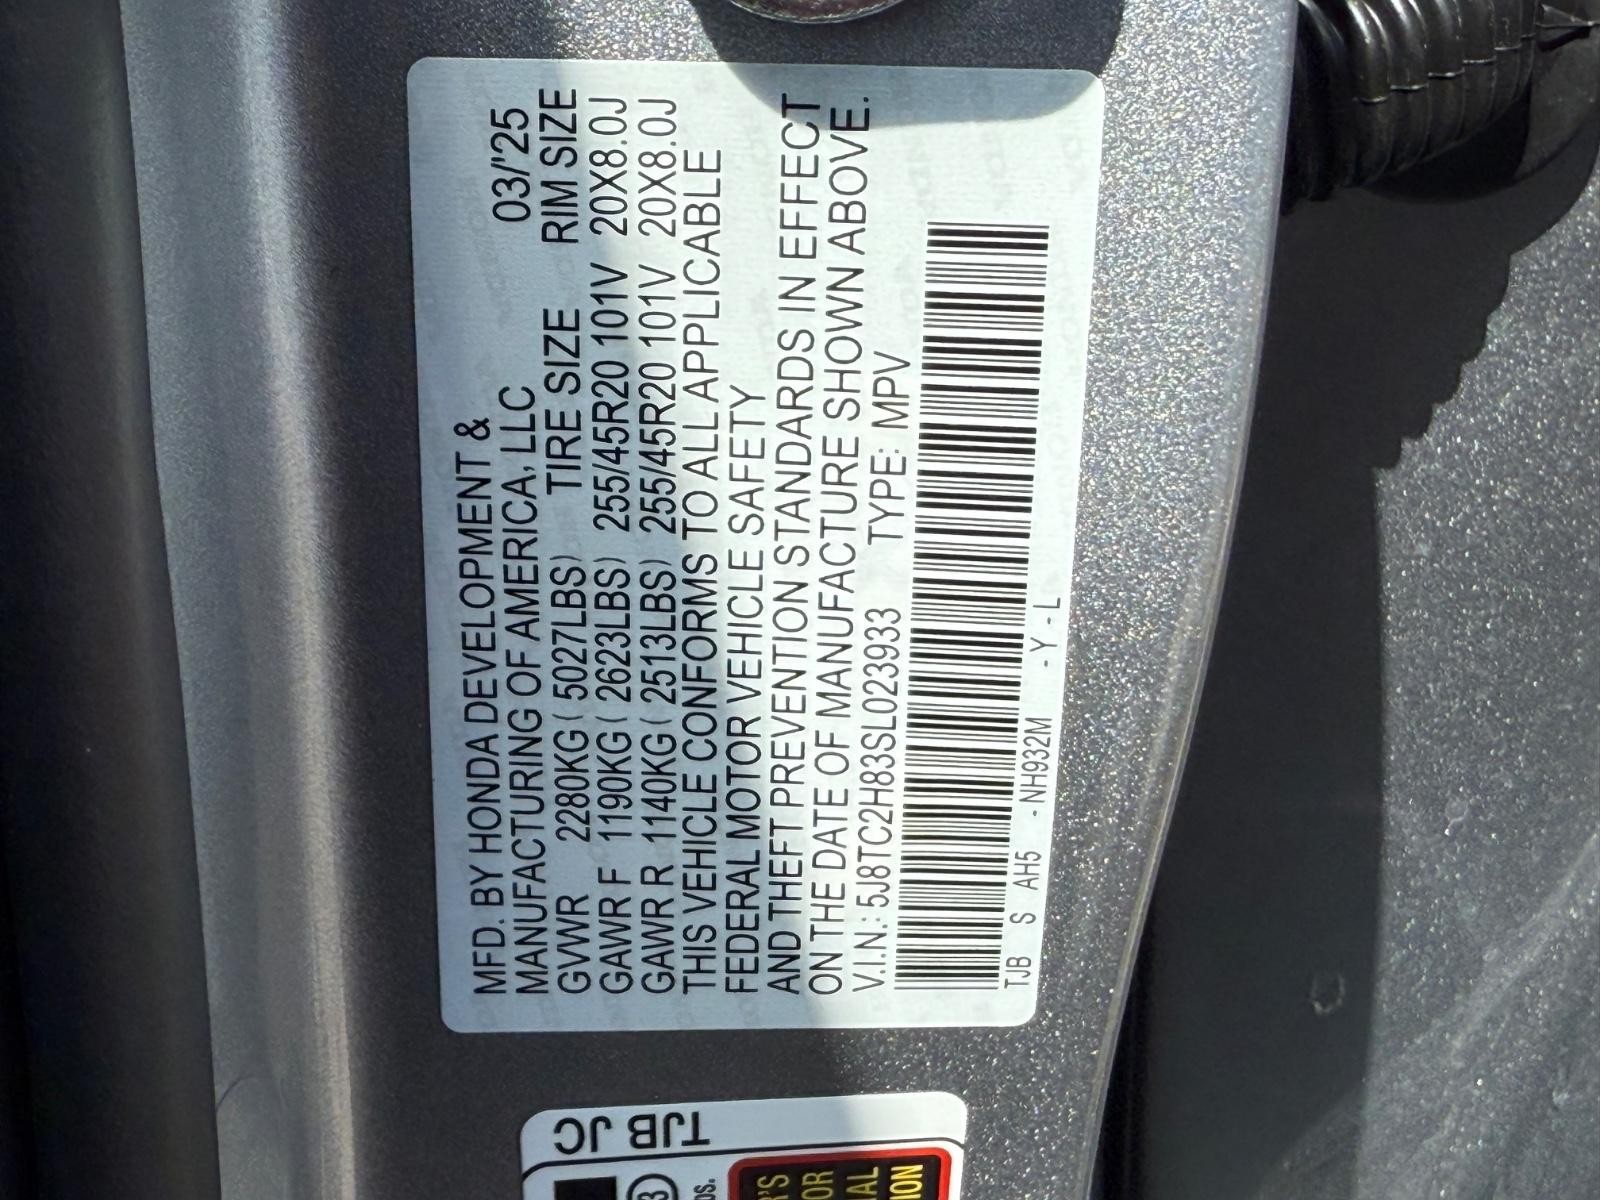 MFD. BY HONDA DEVELOPMENT &
MANUFACTURING OF AMERICA, LLC 03/'25
GVWR 2280KG ( 5027LBS) TIRE SIZE RIM SIZE
GAWR F 1190KG ( 2623LBS) 255/45R20 101V 20X8.0J
GAWR R 1140KG ( 2513LBS) 255/45R20 101V 20X8.0J
THIS VEHICLE CONFORMS TO ALL APPLICABLE
FEDERAL MOTOR VEHICLE SAFETY
AND THEFT PREVENTION STANDARDS IN EFFECT
ON THE DATE OF MANUFACTURE SHOWN ABOVE.
V.I.N.: 5J8TC2H83SL023933 TYPE: MPV
TJB S AH5 - NH932M - Y - L
TJB JC